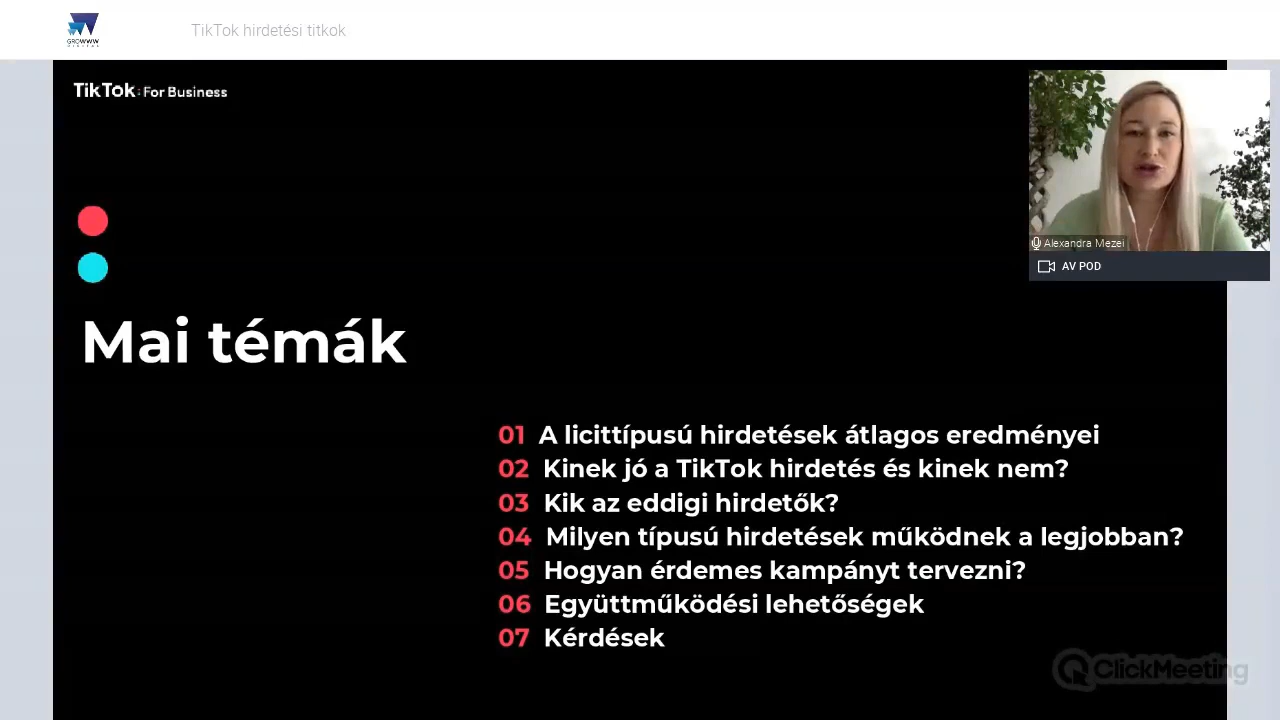 GROWWW
DIGITAL
TikTok hirdetési titkok
TikTok: For Business
Alexandra Mezei
AV POD
Mai témák
01 A licittípusú hirdetések átlagos eredményei
02 Kinek jó a TikTok hirdetés és kinek nem?
03 Kik az eddigi hirdetők?
04 Milyen típusú hirdetések működnek a legjobban?
05 Hogyan érdemes kampányt tervezni?
06 Együttműködési lehetőségek
07 Kérdések
ClickMeeting